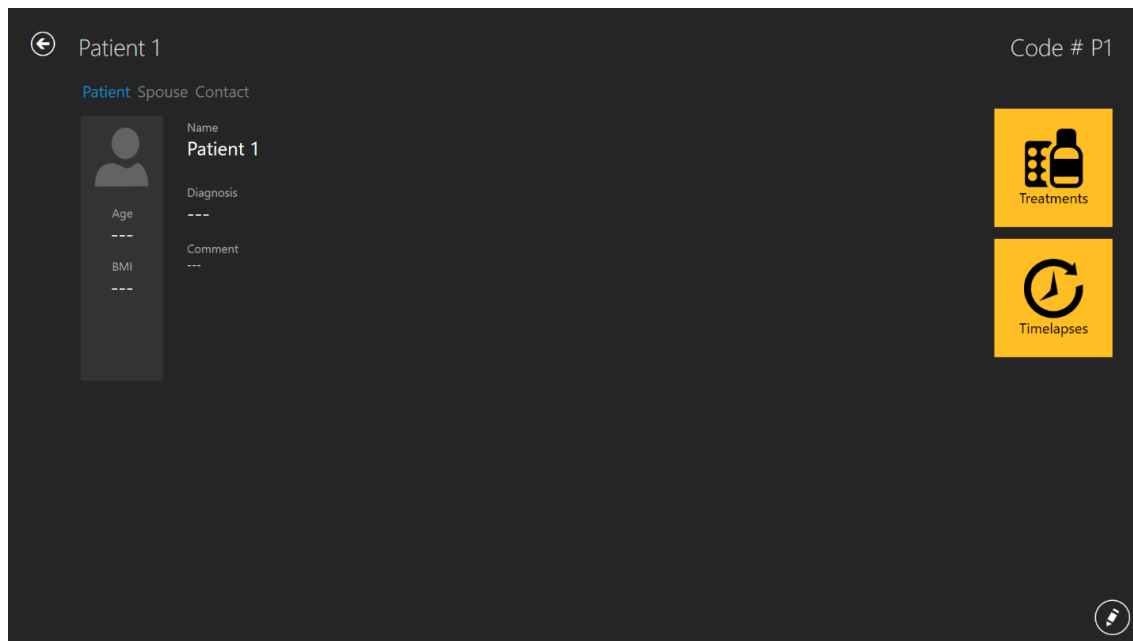 Patient 1
Code # P1
Patient Spouse Contact
Name
Patient 1
Diagnosis
---
Comment
---
Age
---
BMI
---
Treatments
Timelapses